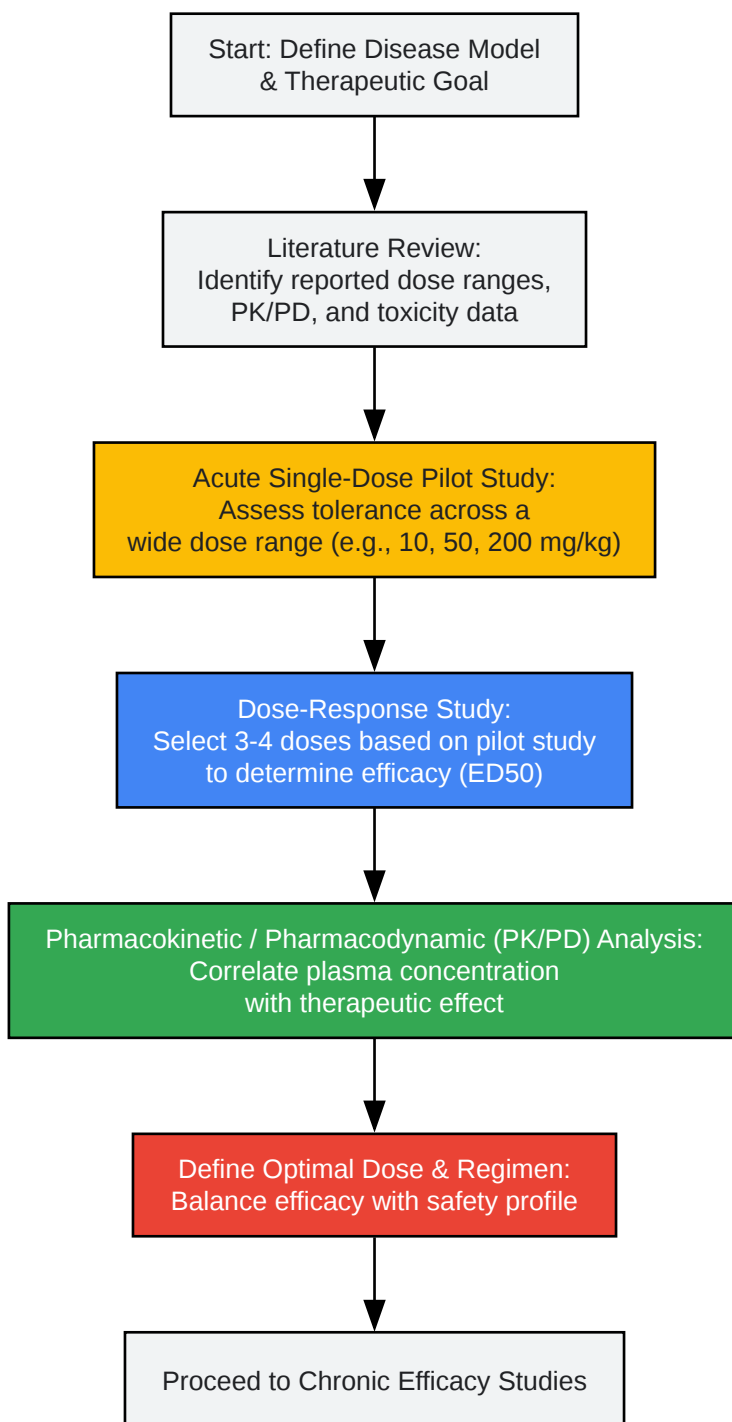 Start: Define Disease Model
& Therapeutic Goal
Literature Review:
Identify reported dose ranges,
PK/PD, and toxicity data
Acute Single-Dose Pilot Study:
Assess tolerance across a
wide dose range (e.g., 10, 50, 200 mg/kg)
Dose-Response Study:
Select 3-4 doses based on pilot study
to determine efficacy (ED50)
Pharmacokinetic / Pharmacodynamic (PK/PD) Analysis:
Correlate plasma concentration
with therapeutic effect
Define Optimal Dose & Regimen:
Balance efficacy with safety profile
Proceed to Chronic Efficacy Studies